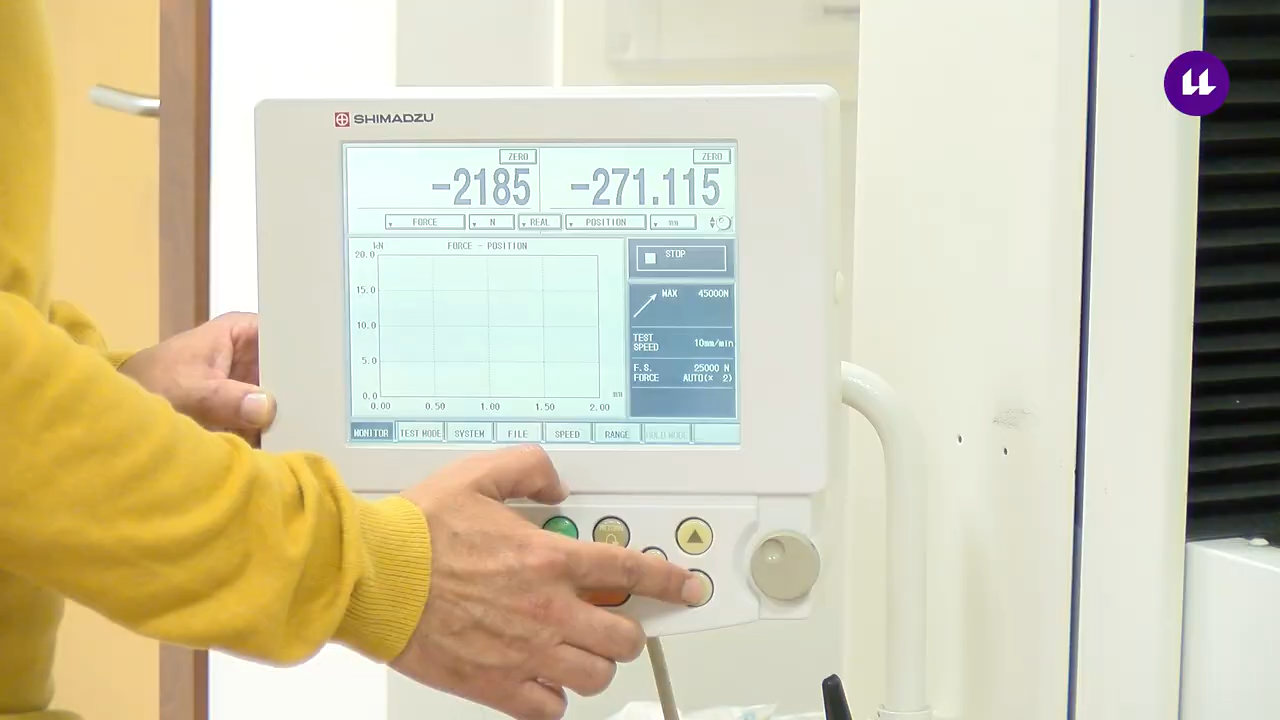 SHIMADZU
ZERO ZERO
-2185 -271.115
FORCE N REAL POSITION mm
kN FORCE - POSITION
20.0
15.0
10.0
5.0
0.0
0.00 0.50 1.00 1.50 2.00 mm
STOP
MAX 45000N
TEST SPEED 10mm/min
F.S. 25000 N
FORCE AUTO(× 2)
MONITOR TEST MODE SYSTEM FILE SPEED RANGE HOLD MODE